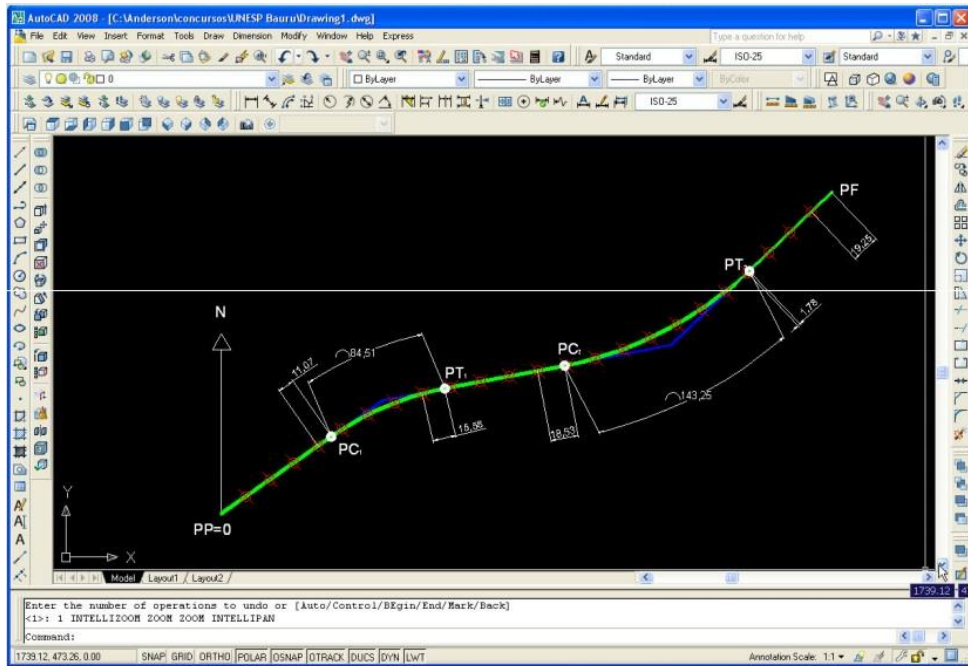 AutoCAD 2008 - [C:\Anderson\concursos\UNESP Bauru\Drawing1.dwg]
File Edit View Insert Format Tools Draw Dimension Modify Window Help Express
Type a question for help
Standard
ISO-25
Standard
0
ByLayer
ByLayer
ByLayer
ByColor
ISO-25
PF
19,25
PT
1,78
N
84,51
11,07
PT1
PC
143,25
15,56
18,53
PC1
PP=0
Y
X
Model Layout1 Layout2
1739.12
Enter the number of operations to undo or [Auto/Control/BEgin/End/Mark/Back]
<1>: 1 INTELLIZOOM ZOOM ZOOM INTELLIPAN
Command:
1739.12, 473.26, 0.00 SNAP GRID ORTHO POLAR OSNAP OTRACK DUCS DYN LWT Annotation Scale: 1:1